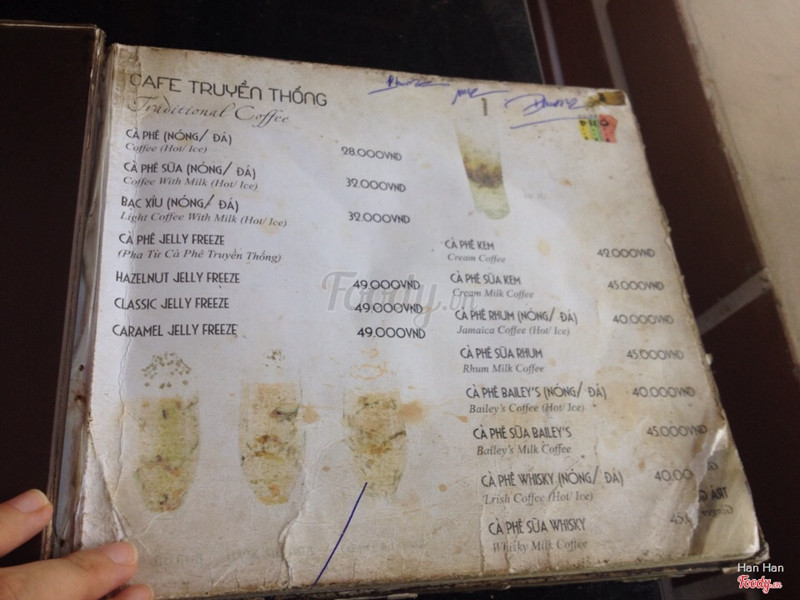 CAFE TRUYỀN THỐNG
Traditional Coffee
CÀ PHÊ (NÓNG/ ĐÁ) 28.000VND
Coffee (Hot/ Ice)
CÀ PHÊ SỮA (NÓNG/ ĐÁ) 32.000VND
Coffee With Milk (Hot/ Ice)
BẠC XỈU (NÓNG/ ĐÁ) 32.000VND
Light Coffee With Milk (Hot/ Ice)
CÀ PHÊ JELLY FREEZE
(Pha Từ Cà Phê Truyền Thống)
HAZELNUT JELLY FREEZE 49.000VND
CLASSIC JELLY FREEZE 49.000VND
CARAMEL JELLY FREEZE 49.000VND
CÀ PHÊ KEM 42.000VND
Cream Coffee
CÀ PHÊ SỮA KEM 45.000VND
Cream Milk Coffee
CÀ PHÊ RHUM (NÓNG/ ĐÁ) 40.000VND
Jamaica Coffee (Hot/ Ice)
CÀ PHÊ SỮA RHUM 45.000VND
Rhum Milk Coffee
CÀ PHÊ BAILEY'S (NÓNG/ ĐÁ) 40.000VND
Bailey's Coffee (Hot/ Ice)
CÀ PHÊ SỮA BAILEY'S 45.000VND
Bailey's Milk Coffee
CÀ PHÊ WHISKY (NÓNG/ ĐÁ) 40.00
Lrish Coffee (Hot/ Ice)
CÀ PHÊ SỮA WHISKY 45.
Whisky Milk Coffee
Foody.vn
Han Han
Foody.vn